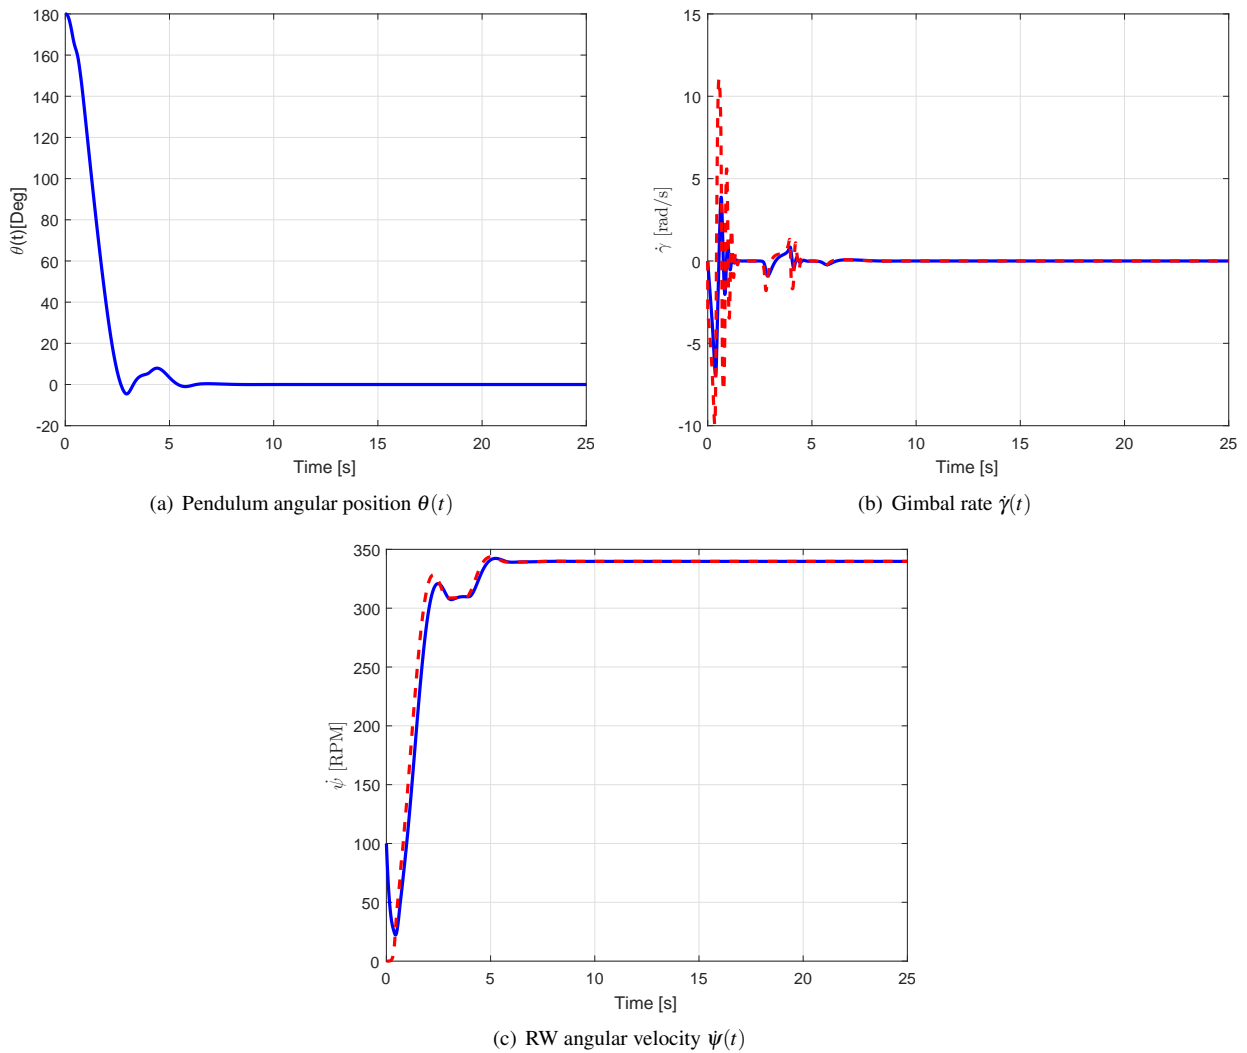 180
160
140
120
100
80
60
40
20
0
-20
θ(t)[Deg]
0 5 10 15 20 25
Time [s]
(a) Pendulum angular position θ(t)
15
10
5
0
-5
-10
γ̇ [rad/s]
0 5 10 15 20 25
Time [s]
(b) Gimbal rate γ̇(t)
350
300
250
200
150
100
50
0
ψ̇ [RPM]
0 5 10 15 20 25
Time [s]
(c) RW angular velocity ψ̇(t)